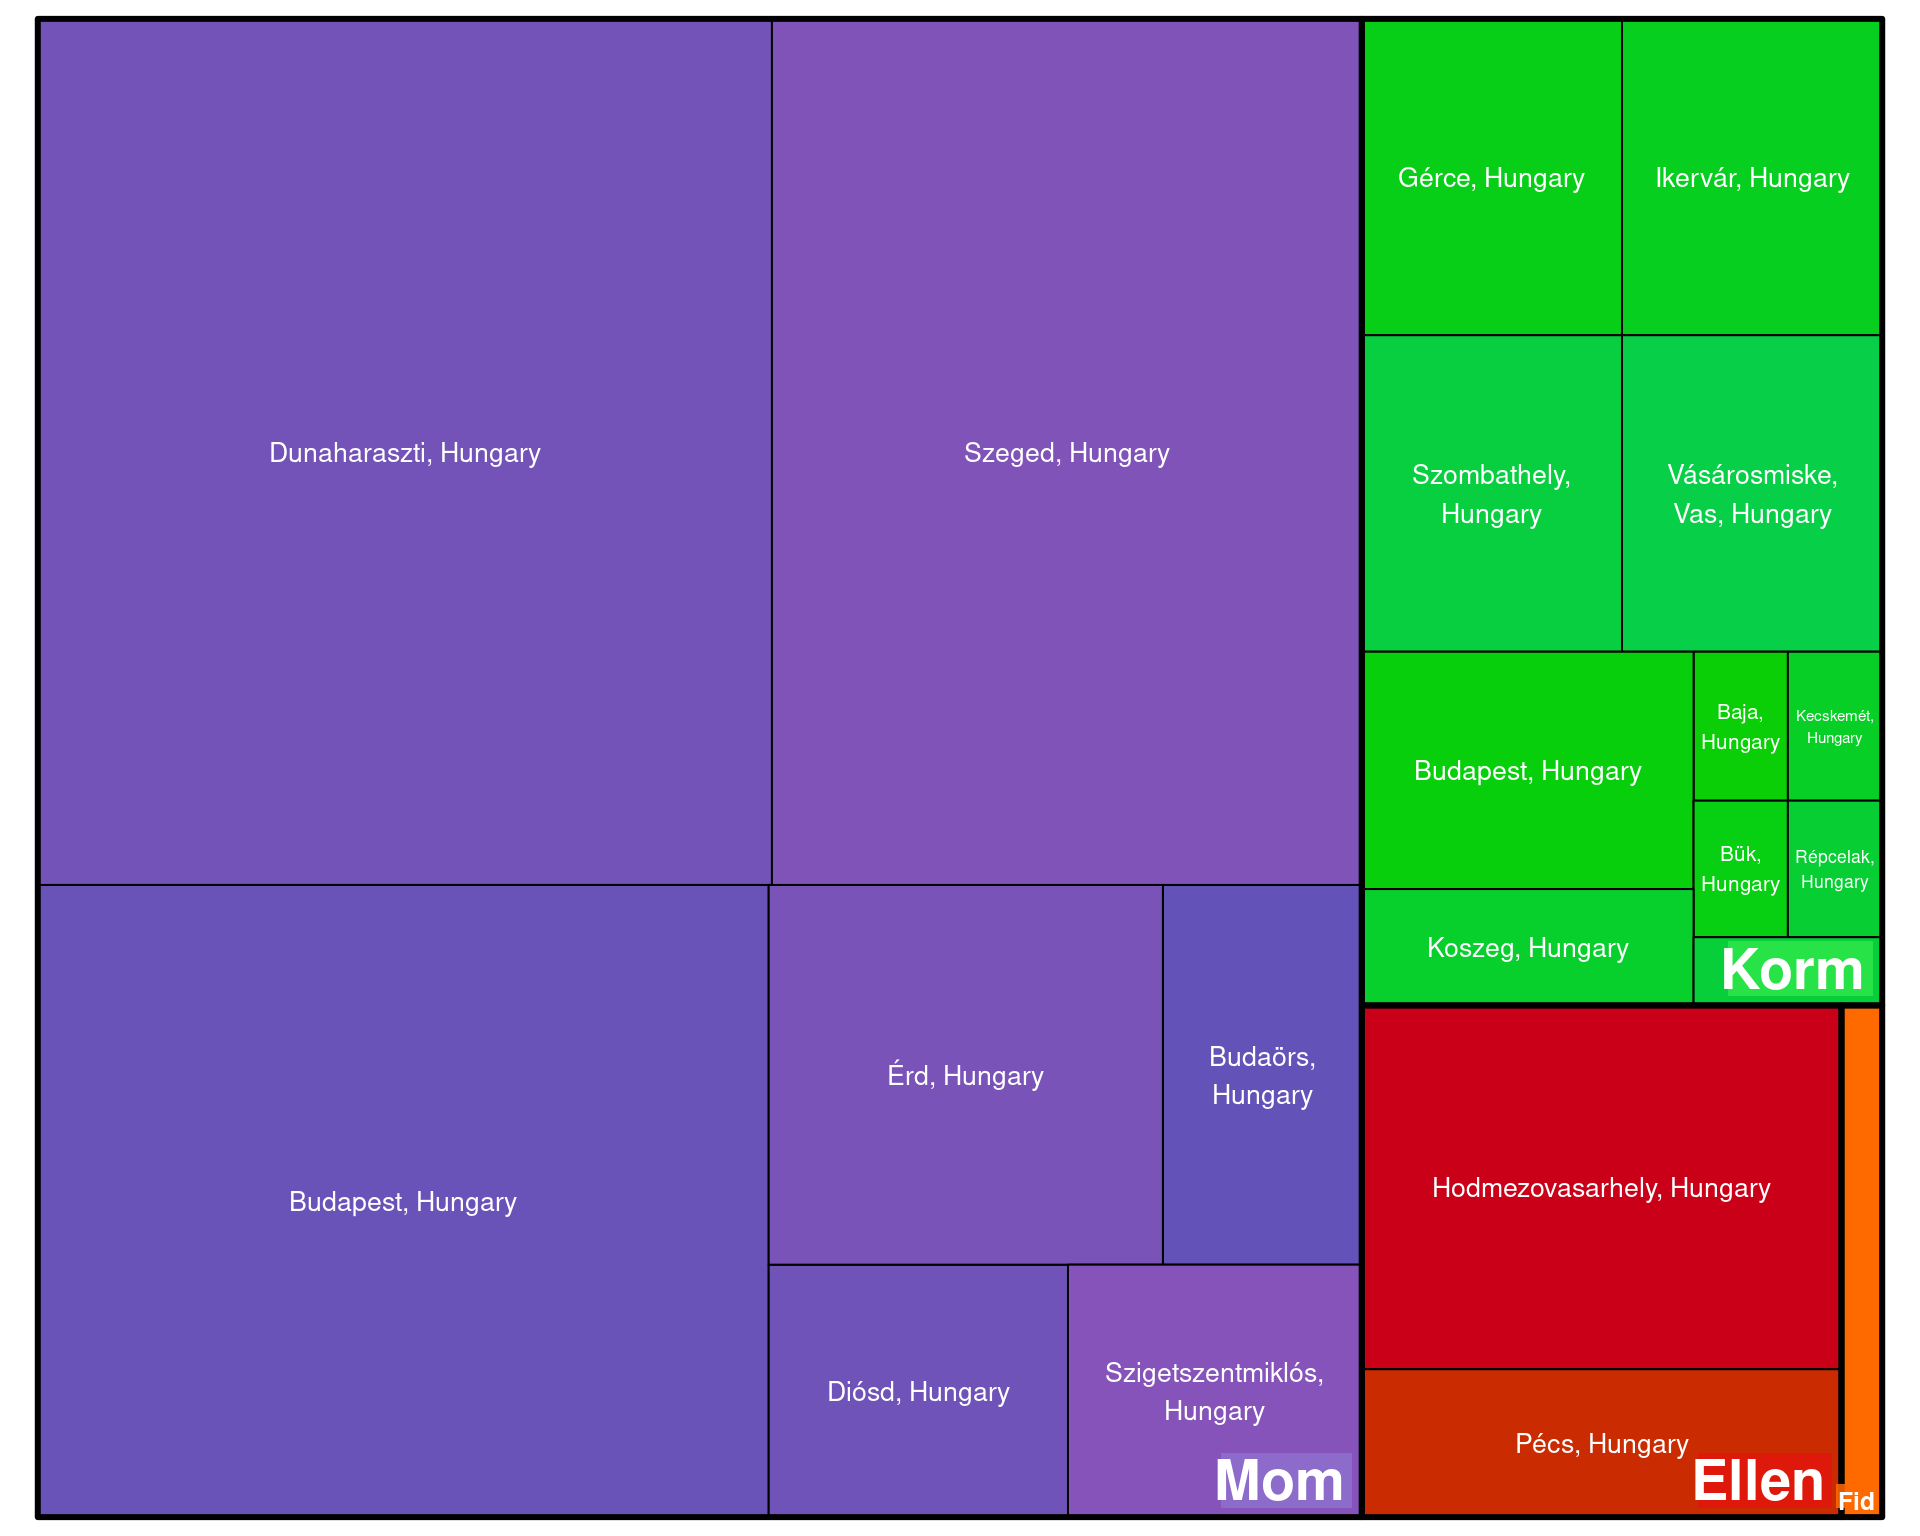 Dunaharaszti, Hungary
Szeged, Hungary
Budapest, Hungary
Érd, Hungary
Budaörs,
Hungary
Diósd, Hungary
Szigetszentmiklós,
Hungary
Mom
Gérce, Hungary
Ikervár, Hungary
Szombathely,
Hungary
Vásárosmiske,
Vas, Hungary
Budapest, Hungary
Baja,
Hungary
Kecskemét,
Hungary
Bük,
Hungary
Répcelak,
Hungary
Koszeg, Hungary
Korm
Hodmezovasarhely, Hungary
Pécs, Hungary
Ellen
Fid